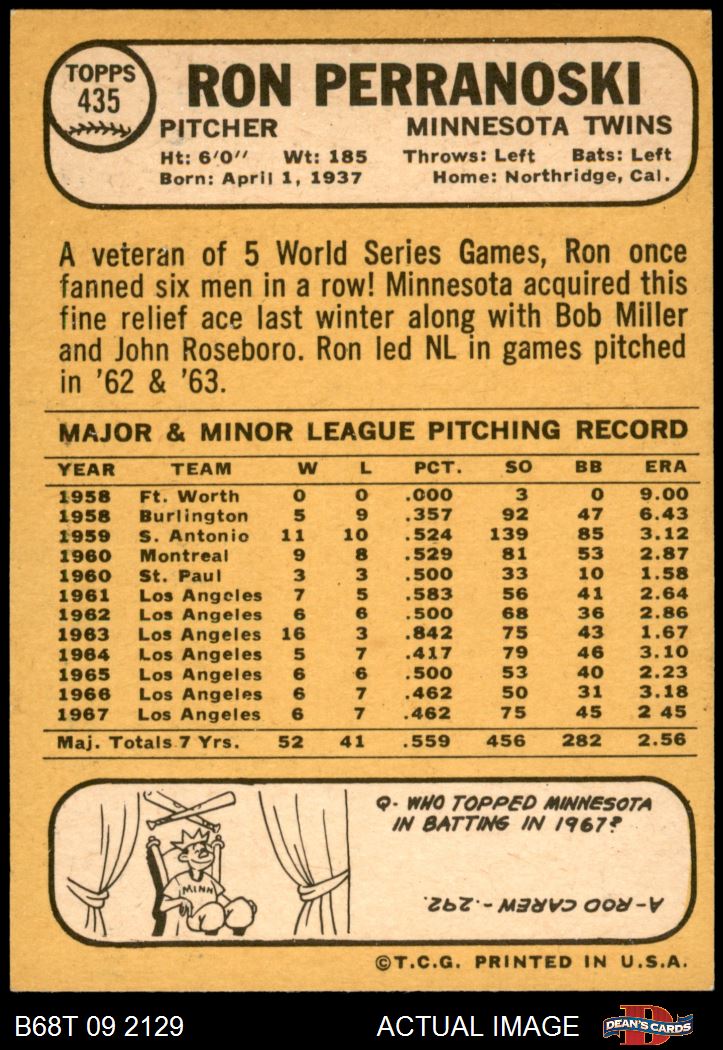 TOPPS
435
RON PERRANOSKI
PITCHER MINNESOTA TWINS
Ht: 6'0" Wt: 185 Throws: Left Bats: Left
Born: April 1, 1937 Home: Northridge, Cal.
A veteran of 5 World Series Games, Ron once
fanned six men in a row! Minnesota acquired this
fine relief ace last winter along with Bob Miller
and John Roseboro. Ron led NL in games pitched
in '62 & '63.
MAJOR & MINOR LEAGUE PITCHING RECORD
YEAR TEAM W L PCT. SO BB ERA
1958 Ft. Worth 0 0 .000 3 0 9.00
1958 Burlington 5 9 .357 92 47 6.43
1959 S. Antonio 11 10 .524 139 85 3.12
1960 Montreal 9 8 .529 81 53 2.87
1960 St. Paul 3 3 .500 33 10 1.58
1961 Los Angeles 7 5 .583 56 41 2.64
1962 Los Angeles 6 6 .500 68 36 2.86
1963 Los Angeles 16 3 .842 75 43 1.67
1964 Los Angeles 5 7 .417 79 46 3.10
1965 Los Angeles 6 6 .500 53 40 2.23
1966 Los Angeles 6 7 .462 50 31 3.18
1967 Los Angeles 6 7 .462 75 45 2 45
Maj. Totals 7 Yrs. 52 41 .559 456 282 2.56
Q- WHO TOPPED MINNESOTA
IN BATTING IN 1967?
MINN
A- ROD CAREW - .292.
©T.C.G. PRINTED IN U.S.A.
B68T 09 2129 ACTUAL IMAGE
D
DEAN'S CARDS